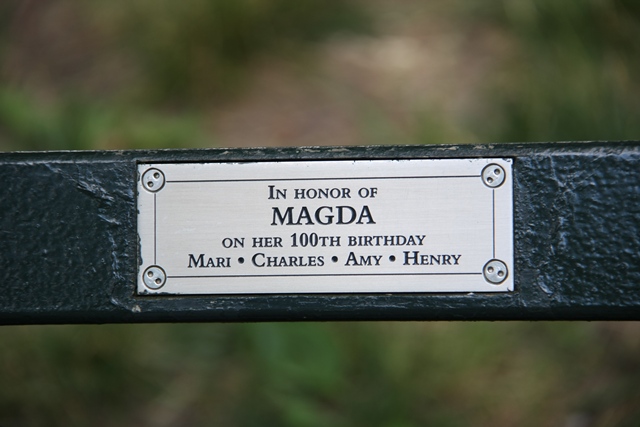 In honor of
MAGDA
on her 100th birthday
Mari • Charles • Amy • Henry